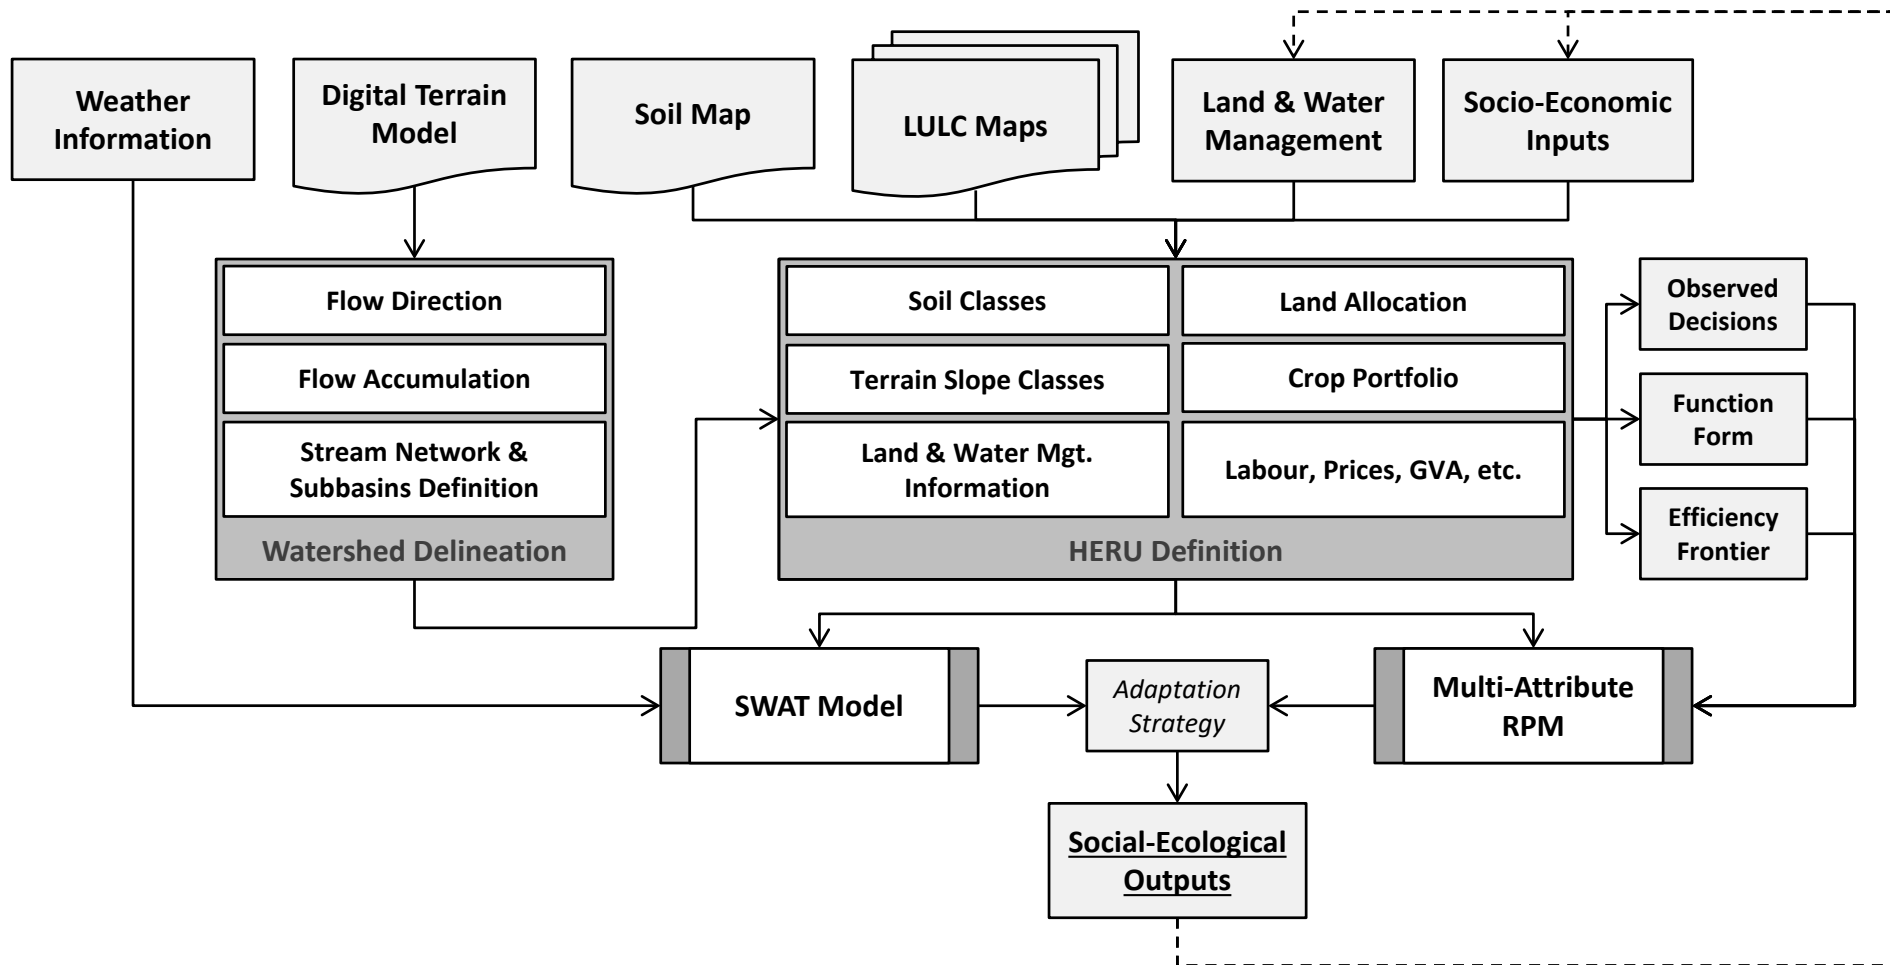 Weather
Information
Digital Terrain
Model
Soil Map
LULC Maps
Land & Water
Management
Socio-Economic
Inputs
Flow Direction
Flow Accumulation
Stream Network &
Subbasins Definition
Watershed Delineation
Soil Classes
Land Allocation
Terrain Slope Classes
Crop Portfolio
Land & Water Mgt.
Information
Labour, Prices, GVA, etc.
HERU Definition
Observed
Decisions
Function
Form
Efficiency
Frontier
SWAT Model
Adaptation
Strategy
Multi-Attribute
RPM
Social-Ecological
Outputs